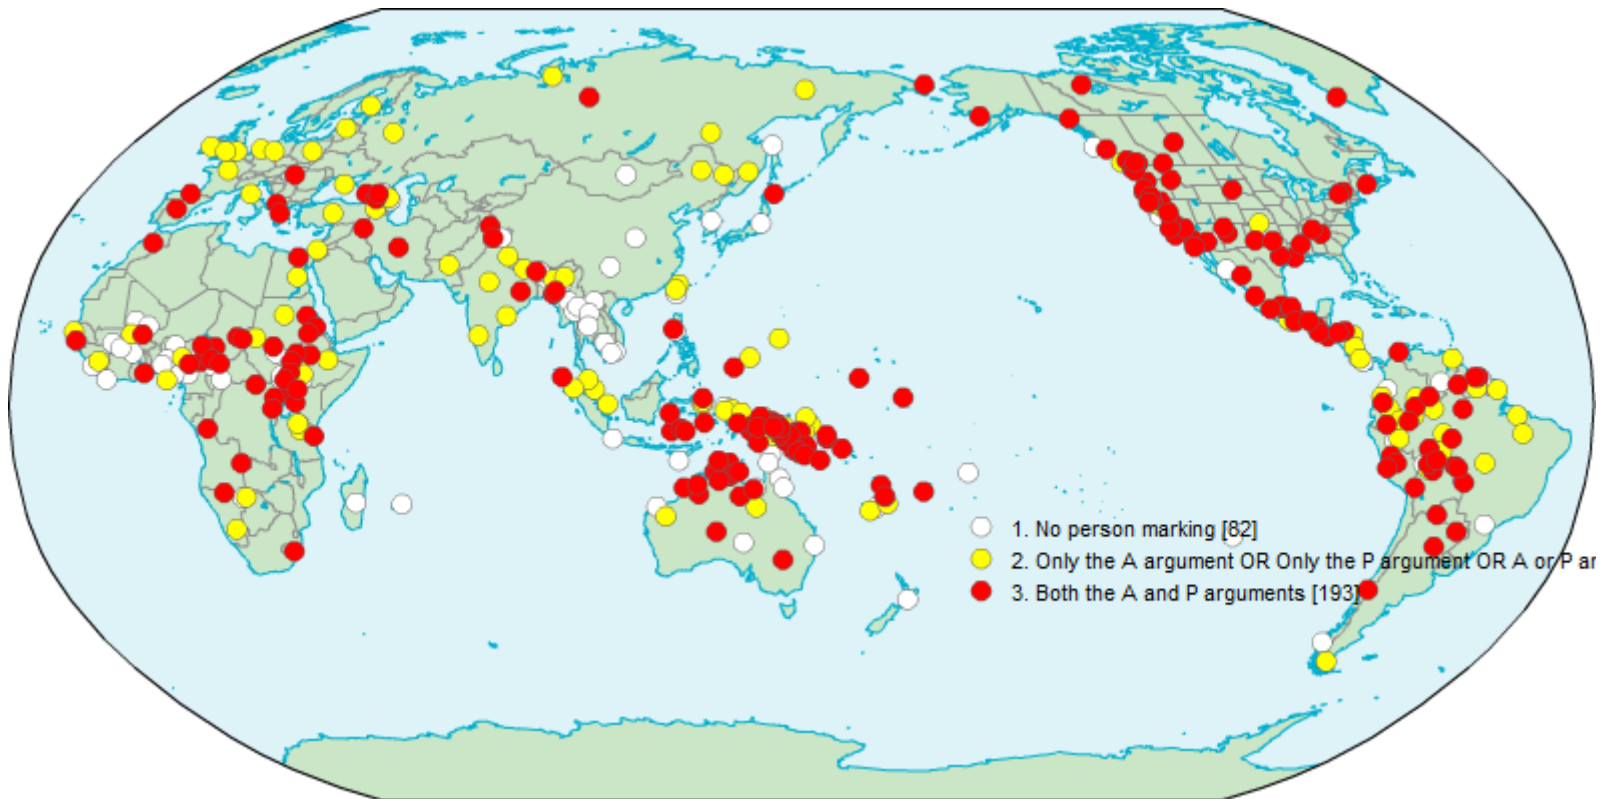 1. No person marking [82]
2. Only the A argument OR Only the P argument OR A or P ar
3. Both the A and P arguments [193]